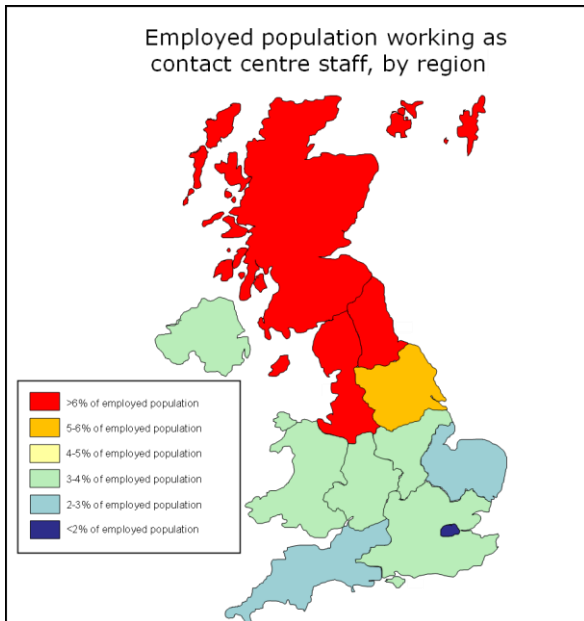 Employed population working as
contact centre staff, by region
>6% of employed population
5-6% of employed population
4-5% of employed population
3-4% of employed population
2-3% of employed population
<2% of employed population